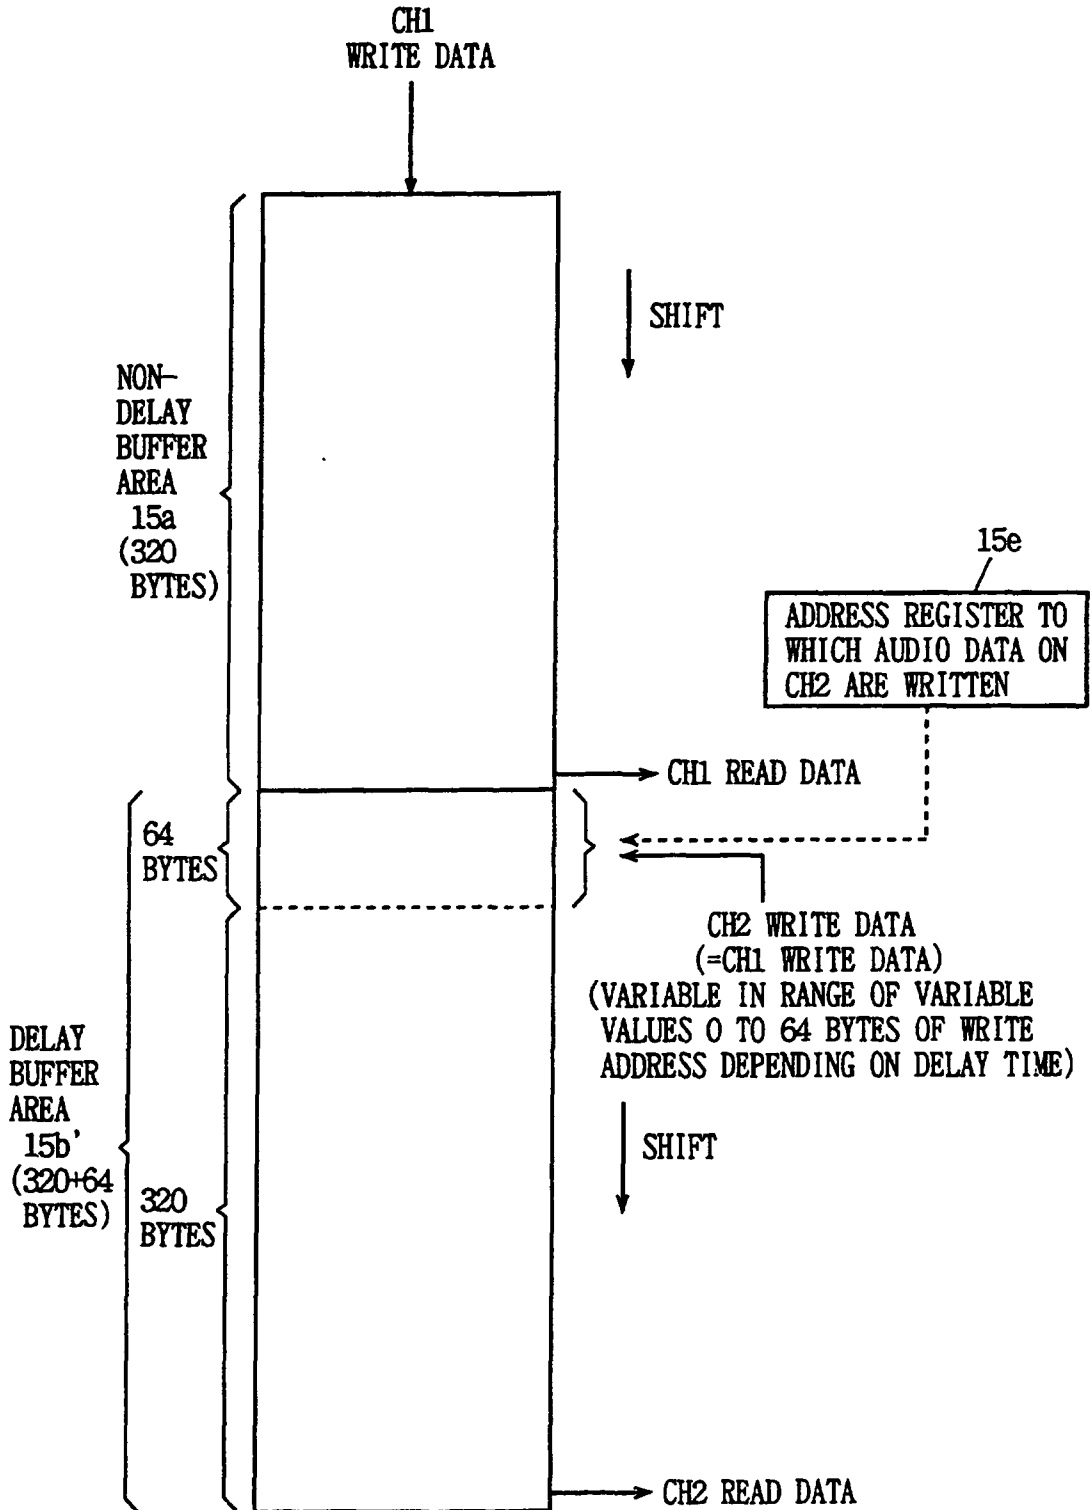 CH1
WRITE DATA
SHIFT
NON-
DELAY
BUFFER
AREA
15a
(320
BYTES)
15e
ADDRESS REGISTER TO
WHICH AUDIO DATA ON
CH2 ARE WRITTEN
CH1 READ DATA
64
BYTES
CH2 WRITE DATA
(=CH1 WRITE DATA)
(VARIABLE IN RANGE OF VARIABLE
VALUES 0 TO 64 BYTES OF WRITE
ADDRESS DEPENDING ON DELAY TIME)
DELAY
BUFFER
AREA
15b'
(320+64
BYTES)
320
BYTES
SHIFT
CH2 READ DATA